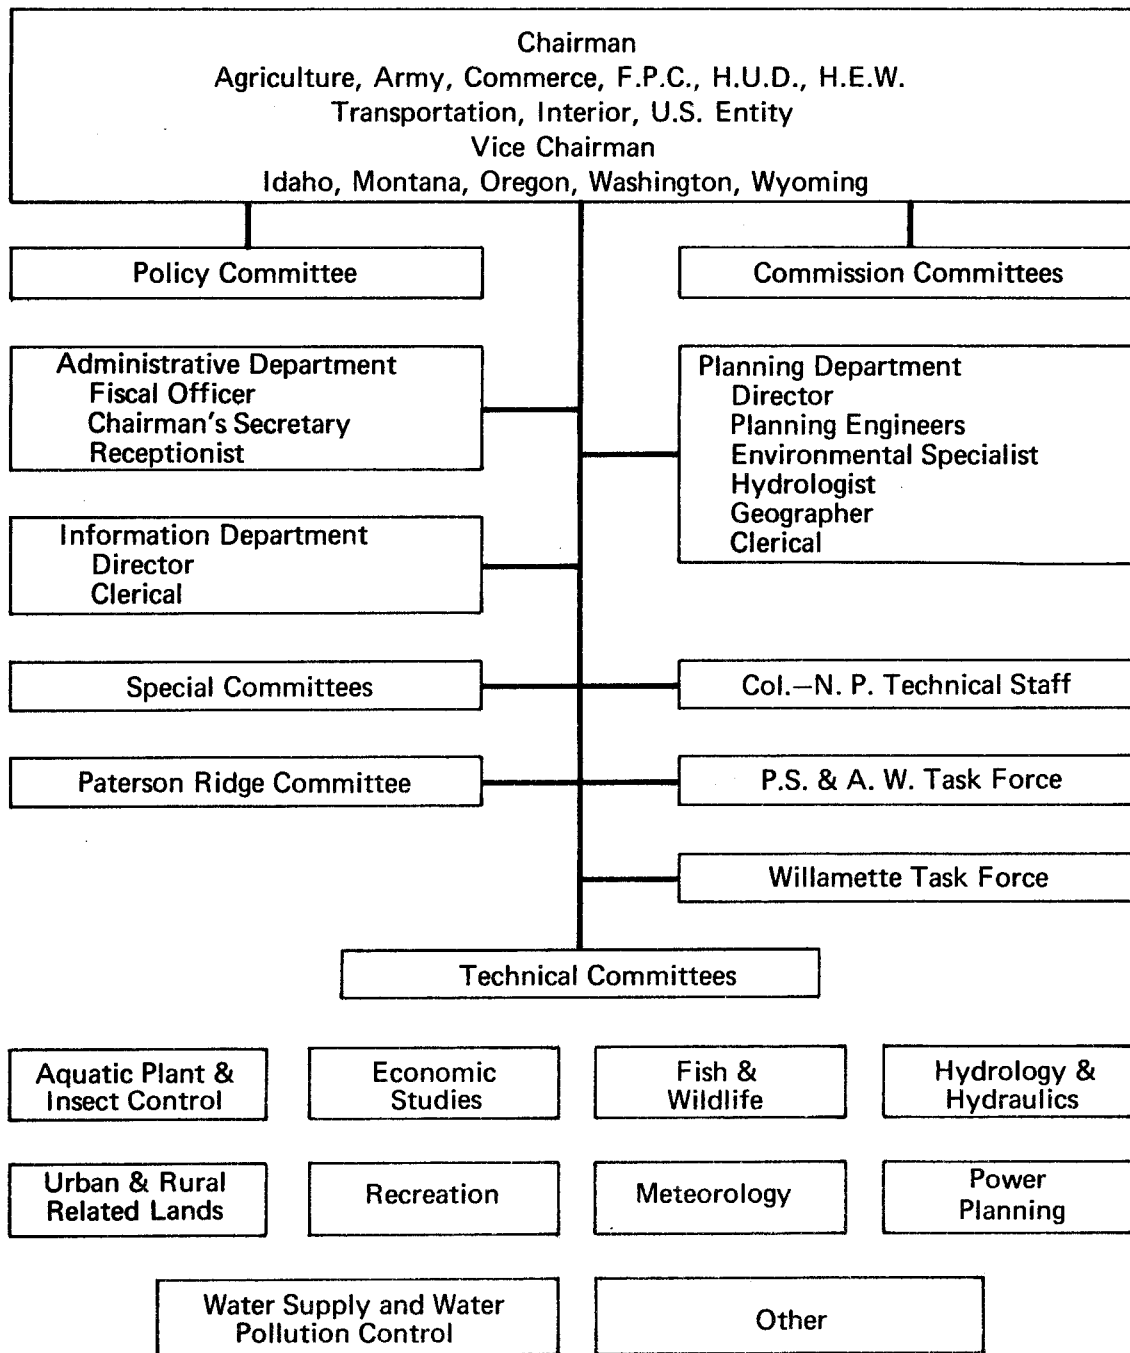 Chairman
Agriculture, Army, Commerce, F.P.C., H.U.D., H.E.W.
Transportation, Interior, U.S. Entity
Vice Chairman
Idaho, Montana, Oregon, Washington, Wyoming
Policy Committee
Commission Committees
Administrative Department
Fiscal Officer
Chairman's Secretary
Receptionist
Planning Department
Director
Planning Engineers
Environmental Specialist
Hydrologist
Geographer
Clerical
Information Department
Director
Clerical
Special Committees
Col.—N. P. Technical Staff
Paterson Ridge Committee
P.S. & A. W. Task Force
Willamette Task Force
Technical Committees
Aquatic Plant &
Insect Control
Economic
Studies
Fish &
Wildlife
Hydrology &
Hydraulics
Urban & Rural
Related Lands
Recreation
Meteorology
Power
Planning
Water Supply and Water
Pollution Control
Other